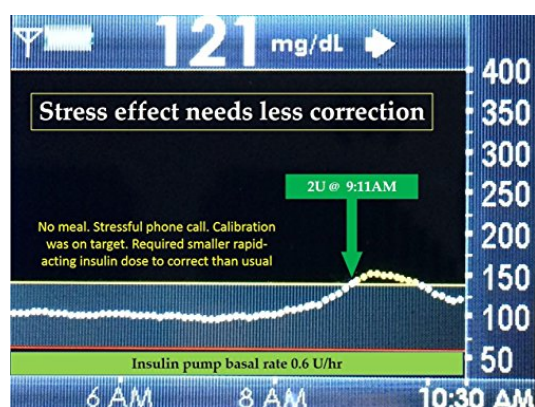 121 mg/dL
400
Stress effect needs less correction
350
300
2U @ 9:11AM
250
No meal. Stressful phone call. Calibration
was on target. Required smaller rapid-
acting insulin dose to correct than usual
200
150
100
Insulin pump basal rate 0.6 U/hr
50
6 AM 8 AM 10:30 AM